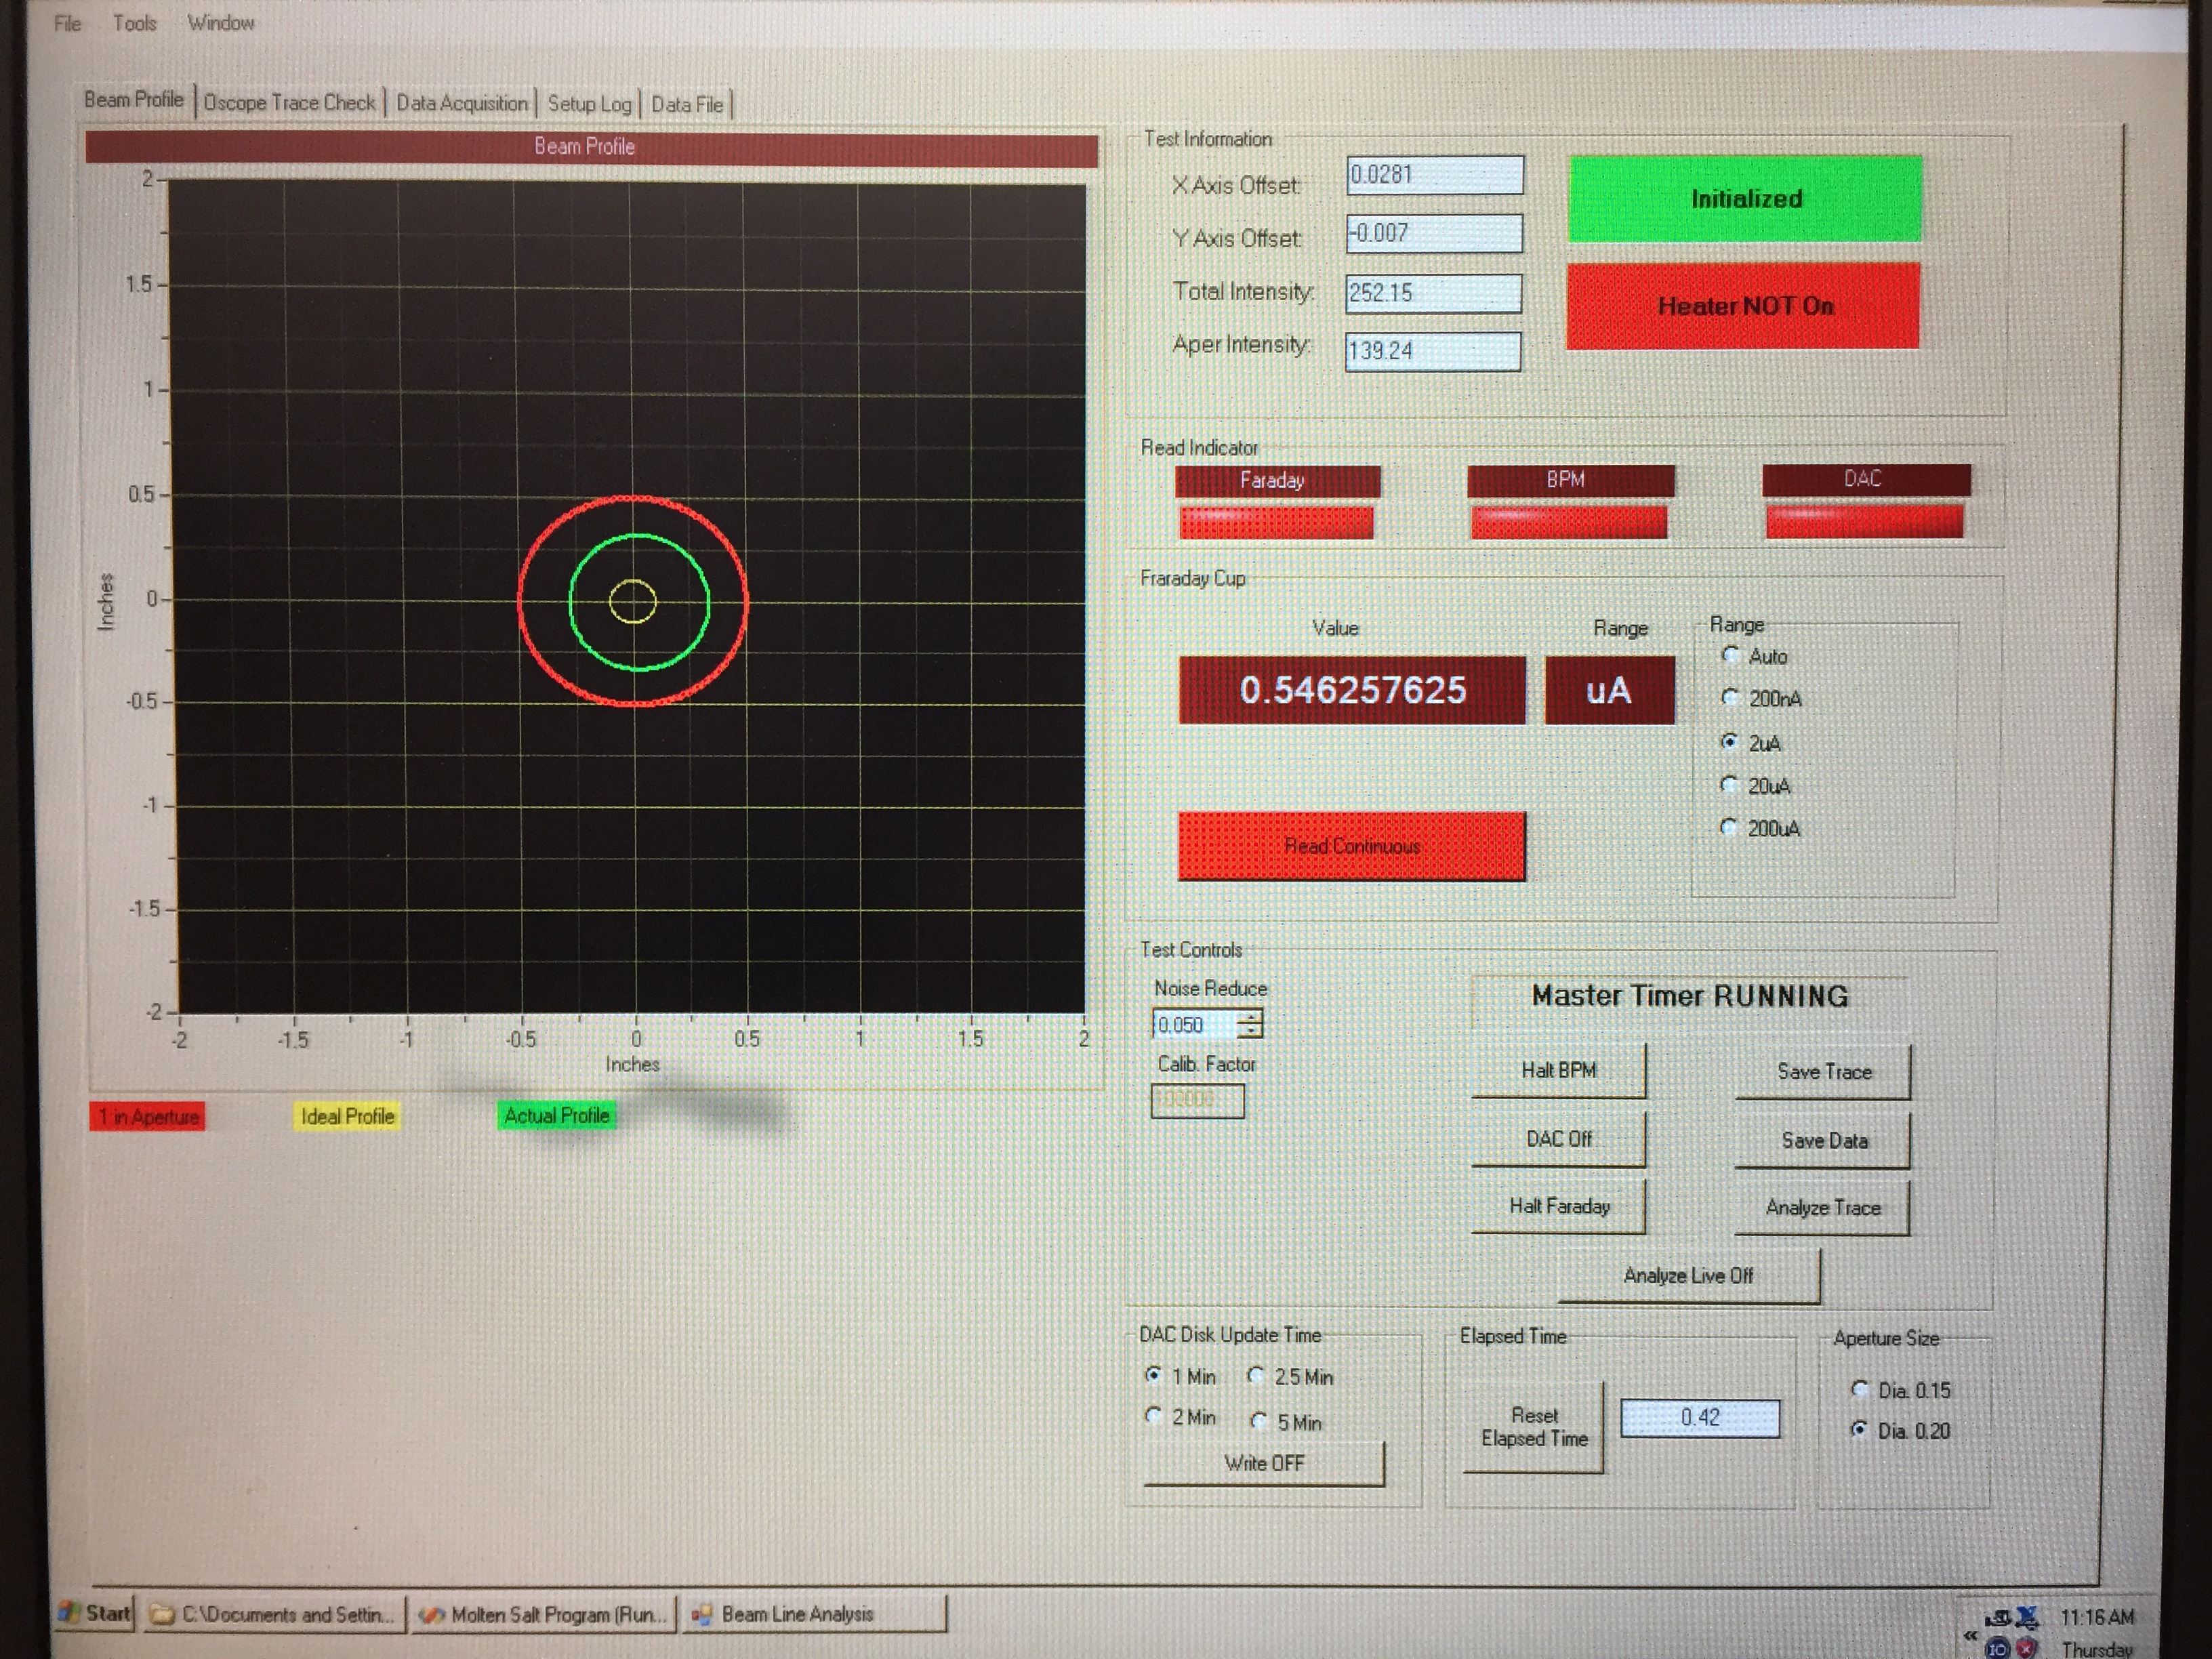 File Tools Window
Beam Profile Oscope Trace Check Data Acquisition Setup Log Data File
Beam Profile
2
1.5
1
0.5
0
-0.5
-1
-1.5
-2
Inches
-2 -1.5 -1 -0.5 0 0.5 1 1.5 2
Inches
1 in Aperture Ideal Profile Actual Profile
Test Information
X Axis Offset: 0.0281
Y Axis Offset: -0.007
Total Intensity: 252.15
Aper Intensity: 139.24
Initialized
Heater NOT On
Read Indicator
Faraday BPM DAC
Fraraday Cup
Value Range
0.546257625 uA
Read Continuous
Range
Auto
200nA
2uA
20uA
200uA
Test Controls
Noise Reduce
0.050
Calib. Factor
Master Timer RUNNING
Halt BPM Save Trace
DAC Off Save Data
Halt Faraday Analyze Trace
Analyze Live Off
DAC Disk Update Time
1 Min 2.5 Min
2 Min 5 Min
Write OFF
Elapsed Time
Reset
Elapsed Time
0.42
Aperture Size
Dia. 0.15
Dia. 0.20
Start C:\Documents and Settin... Molten Salt Program (Run... Beam Line Analysis
11:16 AM
Thursday